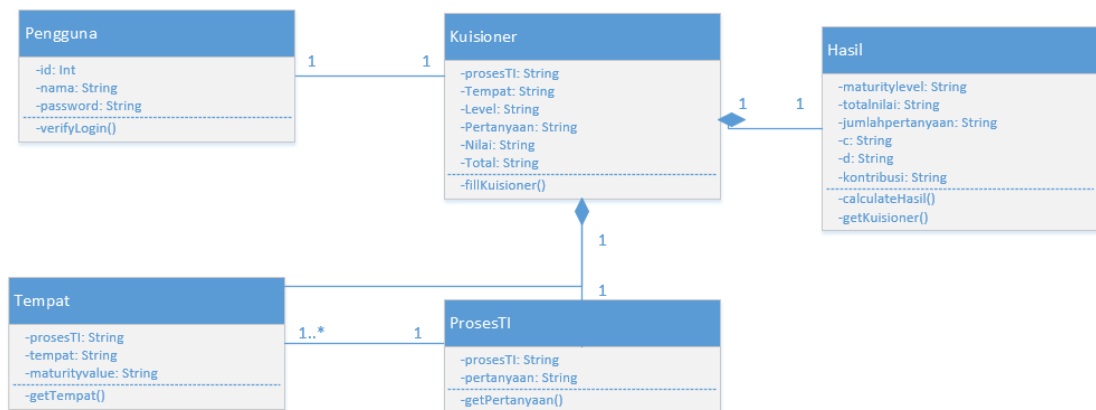 Pengguna
-id: Int
-nama: String
-password: String
-verifyLogin()
1
1
Kuisioner
-prosesTI: String
-Tempat: String
-Level: String
-Pertanyaan: String
-Nilai: String
-Total: String
-fillKuisioner()
1
1
Hasil
-maturitylevel: String
-totalnilai: String
-jumlahpertanyaan: String
-c: String
-d: String
-kontribusi: String
-calculateHasil()
-getKuisioner()
1
1
Tempat
-prosesTI: String
-tempat: String
-maturityvalue: String
-getTempat()
1..*
1
ProsesTI
-prosesTI: String
-pertanyaan: String
-getPertanyaan()